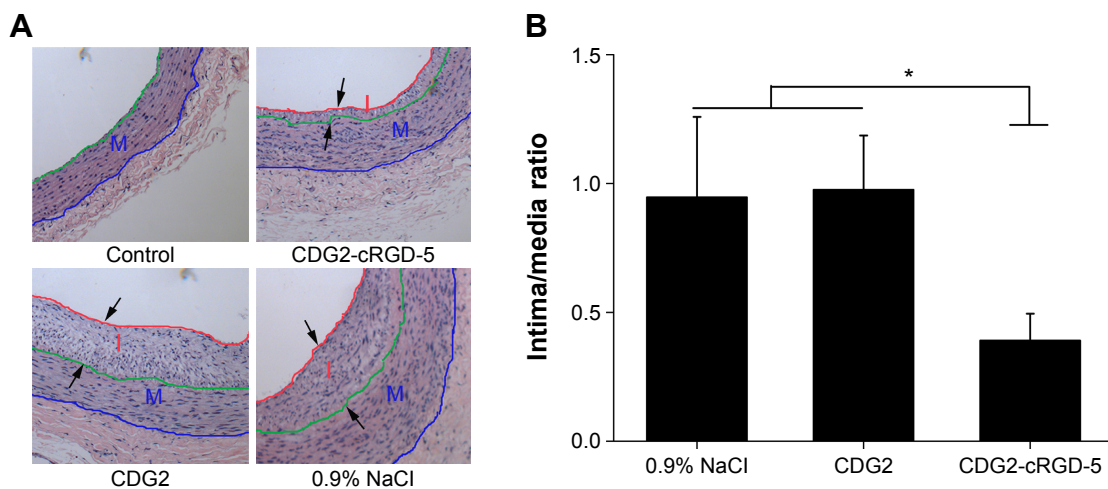 A
M
I
M
Control
CDG2-cRGD-5
I
M
I
M
CDG2
0.9% NaCl
B
Intima/media ratio
1.5
1.0
0.5
0.0
*
0.9% NaCl
CDG2
CDG2-cRGD-5